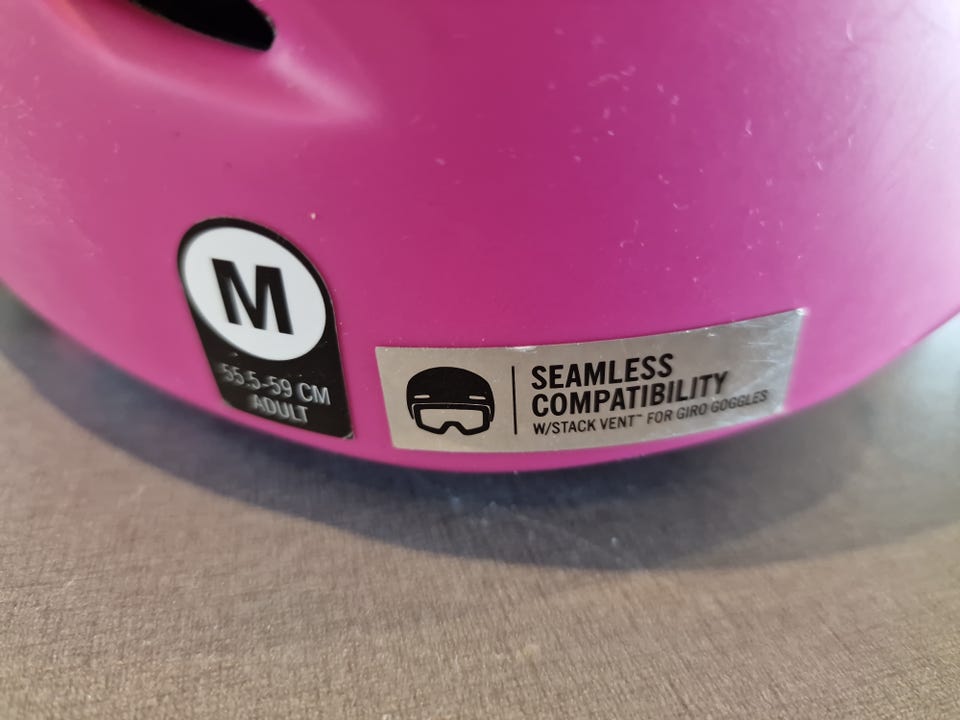 M
55.5-59 CM
ADULT
SEAMLESS
COMPATIBILITY
W/STACK VENT™ FOR GIRO GOGGLES